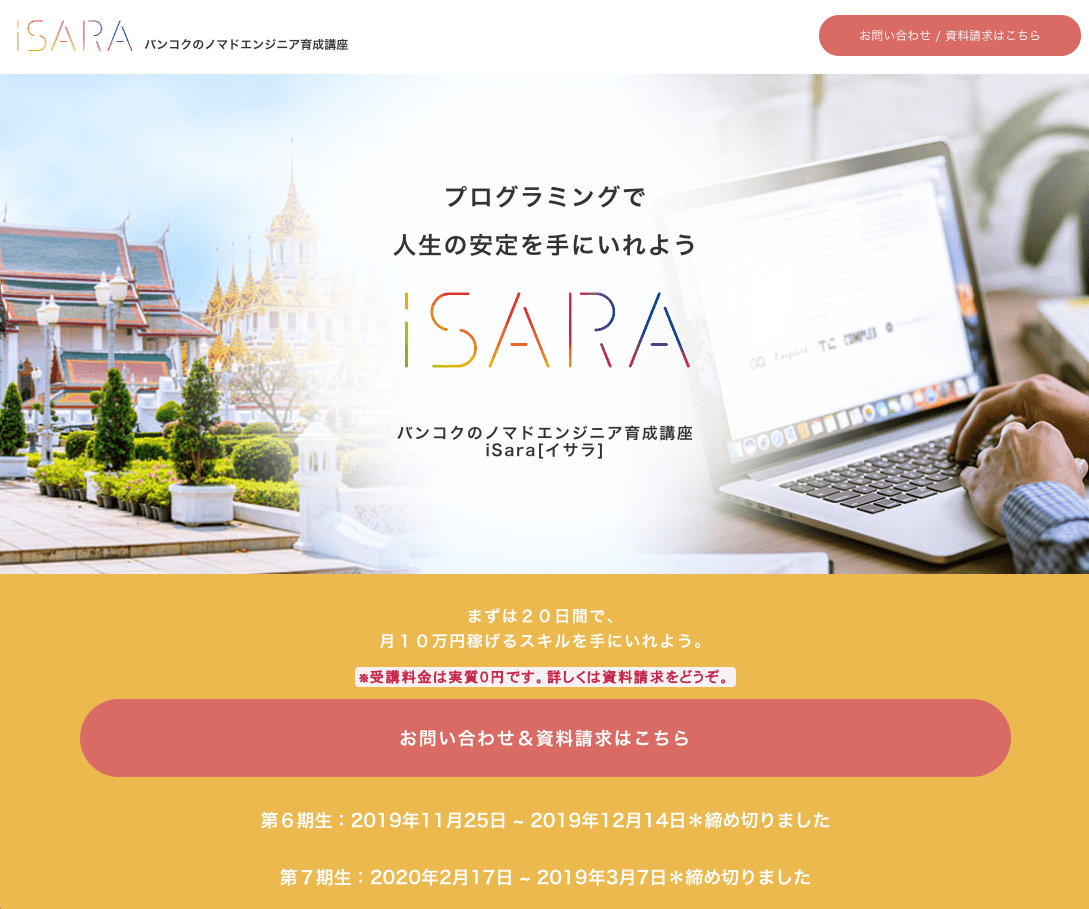 iSARA バンコクのノマドエンジニア育成講座
お問い合わせ / 資料請求はこちら
プログラミングで
人生の安定を手にいれよう
iSARA
バンコクのノマドエンジニア育成講座
iSara[イサラ]
まずは２０日間で、
月１０万円稼げるスキルを手にいれよう。
※受講料金は実質0円です。詳しくは資料請求をどうぞ。
お問い合わせ＆資料請求はこちら
第６期生：2019年11月25日 ~ 2019年12月14日＊締め切りました
第７期生：2020年2月17日 ~ 2019年3月7日＊締め切りました